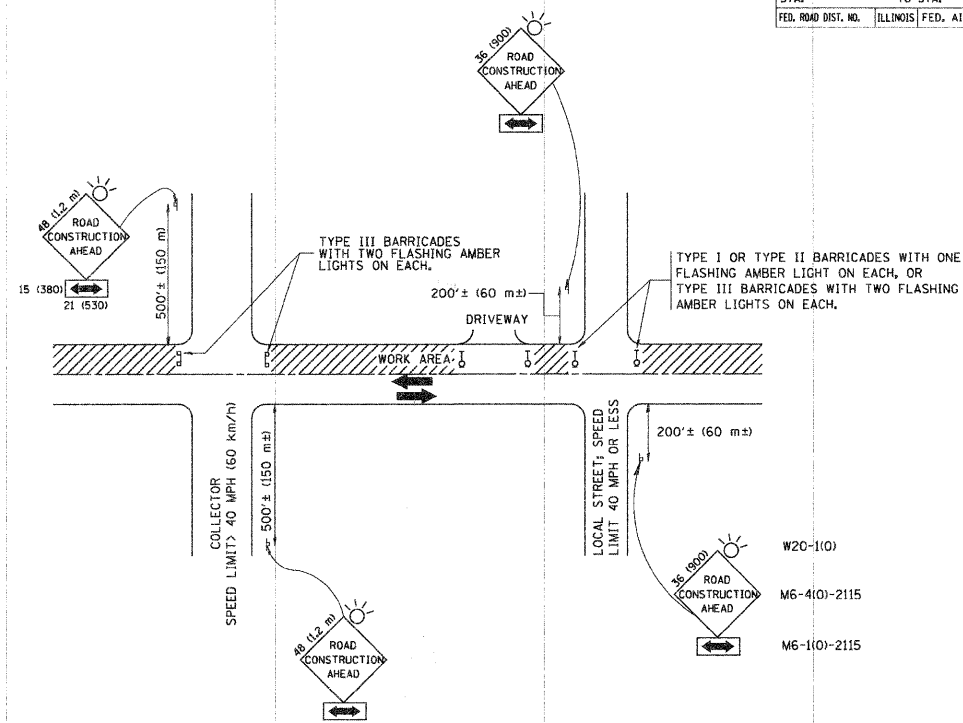 TO STA.
FED. ROAD DIST. NO. ILLINOIS FED. AI
36 (900)
ROAD
CONSTRUCTION
AHEAD
48 (1.2 m)
ROAD
CONSTRUCTION
AHEAD
15 (380)
21 (530)
500'± (150 m)
TYPE III BARRICADES
WITH TWO FLASHING AMBER
LIGHTS ON EACH.
200'± (60 m±)
DRIVEWAY
TYPE I OR TYPE II BARRICADES WITH ONE
FLASHING AMBER LIGHT ON EACH, OR
TYPE III BARRICADES WITH TWO FLASHING
AMBER LIGHTS ON EACH.
WORK AREA
COLLECTOR
SPEED LIMIT> 40 MPH (60 km/h)
500'± (150 m±)
LOCAL STREET; SPEED
LIMIT 40 MPH OR LESS
200'± (60 m±)
36 (900)
ROAD
CONSTRUCTION
AHEAD
W20-1(O)
M6-4(O)-2115
M6-1(O)-2115
48 (1.2 m)
ROAD
CONSTRUCTION
AHEAD